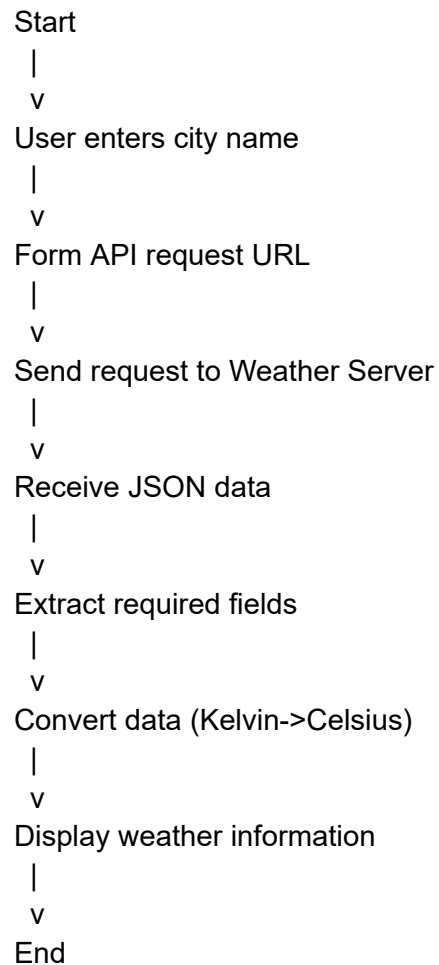 Start
|
v
User enters city name
|
v
Form API request URL
|
v
Send request to Weather Server
|
v
Receive JSON data
|
v
Extract required fields
|
v
Convert data (Kelvin->Celsius)
|
v
Display weather information
|
v
End